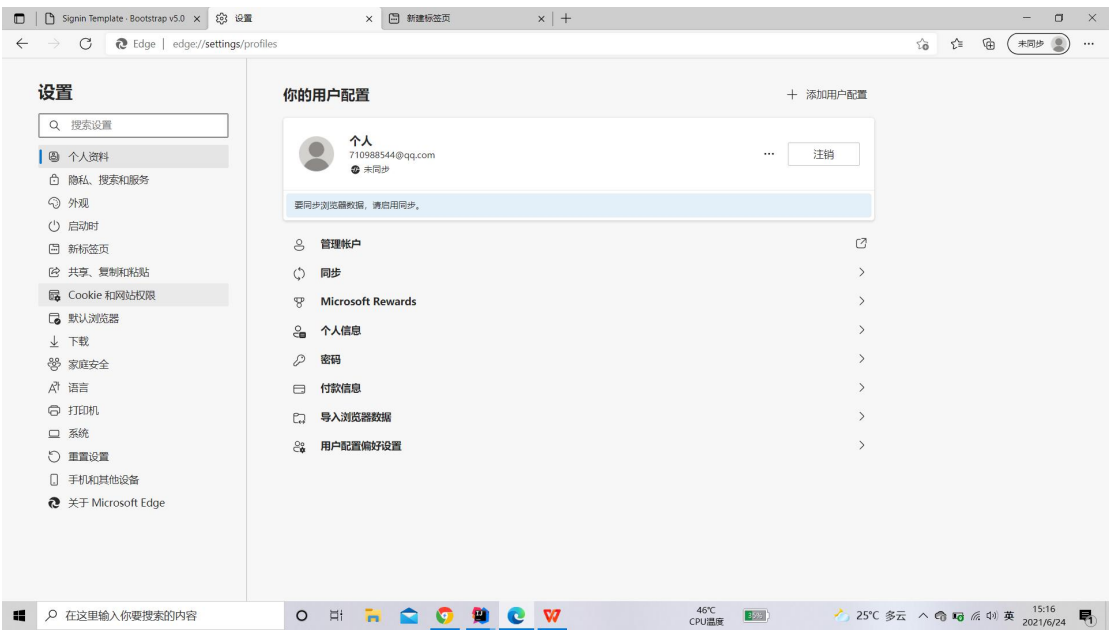 Signin Template · Bootstrap v5.0
设置
新建标签页
Edge | edge://settings/profiles
未同步
设置
搜索设置
个人资料
隐私、搜索和服务
外观
启动时
新标签页
共享、复制和粘贴
Cookie 和网站权限
默认浏览器
下载
家庭安全
语言
打印机
系统
重置设置
手机和其他设备
关于 Microsoft Edge
你的用户配置
添加用户配置
个人
710988544@qq.com
未同步
注销
要同步浏览器数据，请启用同步。
管理帐户
同步
Microsoft Rewards
个人信息
密码
付款信息
导入浏览器数据
用户配置偏好设置
在这里输入你要搜索的内容
46°C
CPU温度
25°C 多云
英
15:16
2021/6/24